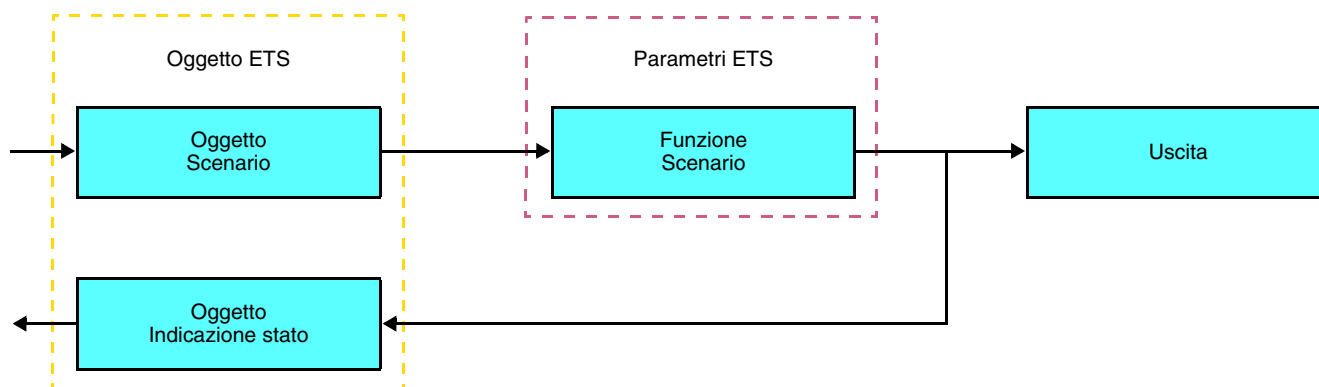 Oggetto ETS
Parametri ETS
Oggetto
Scenario
Funzione
Scenario
Uscita
Oggetto
Indicazione stato